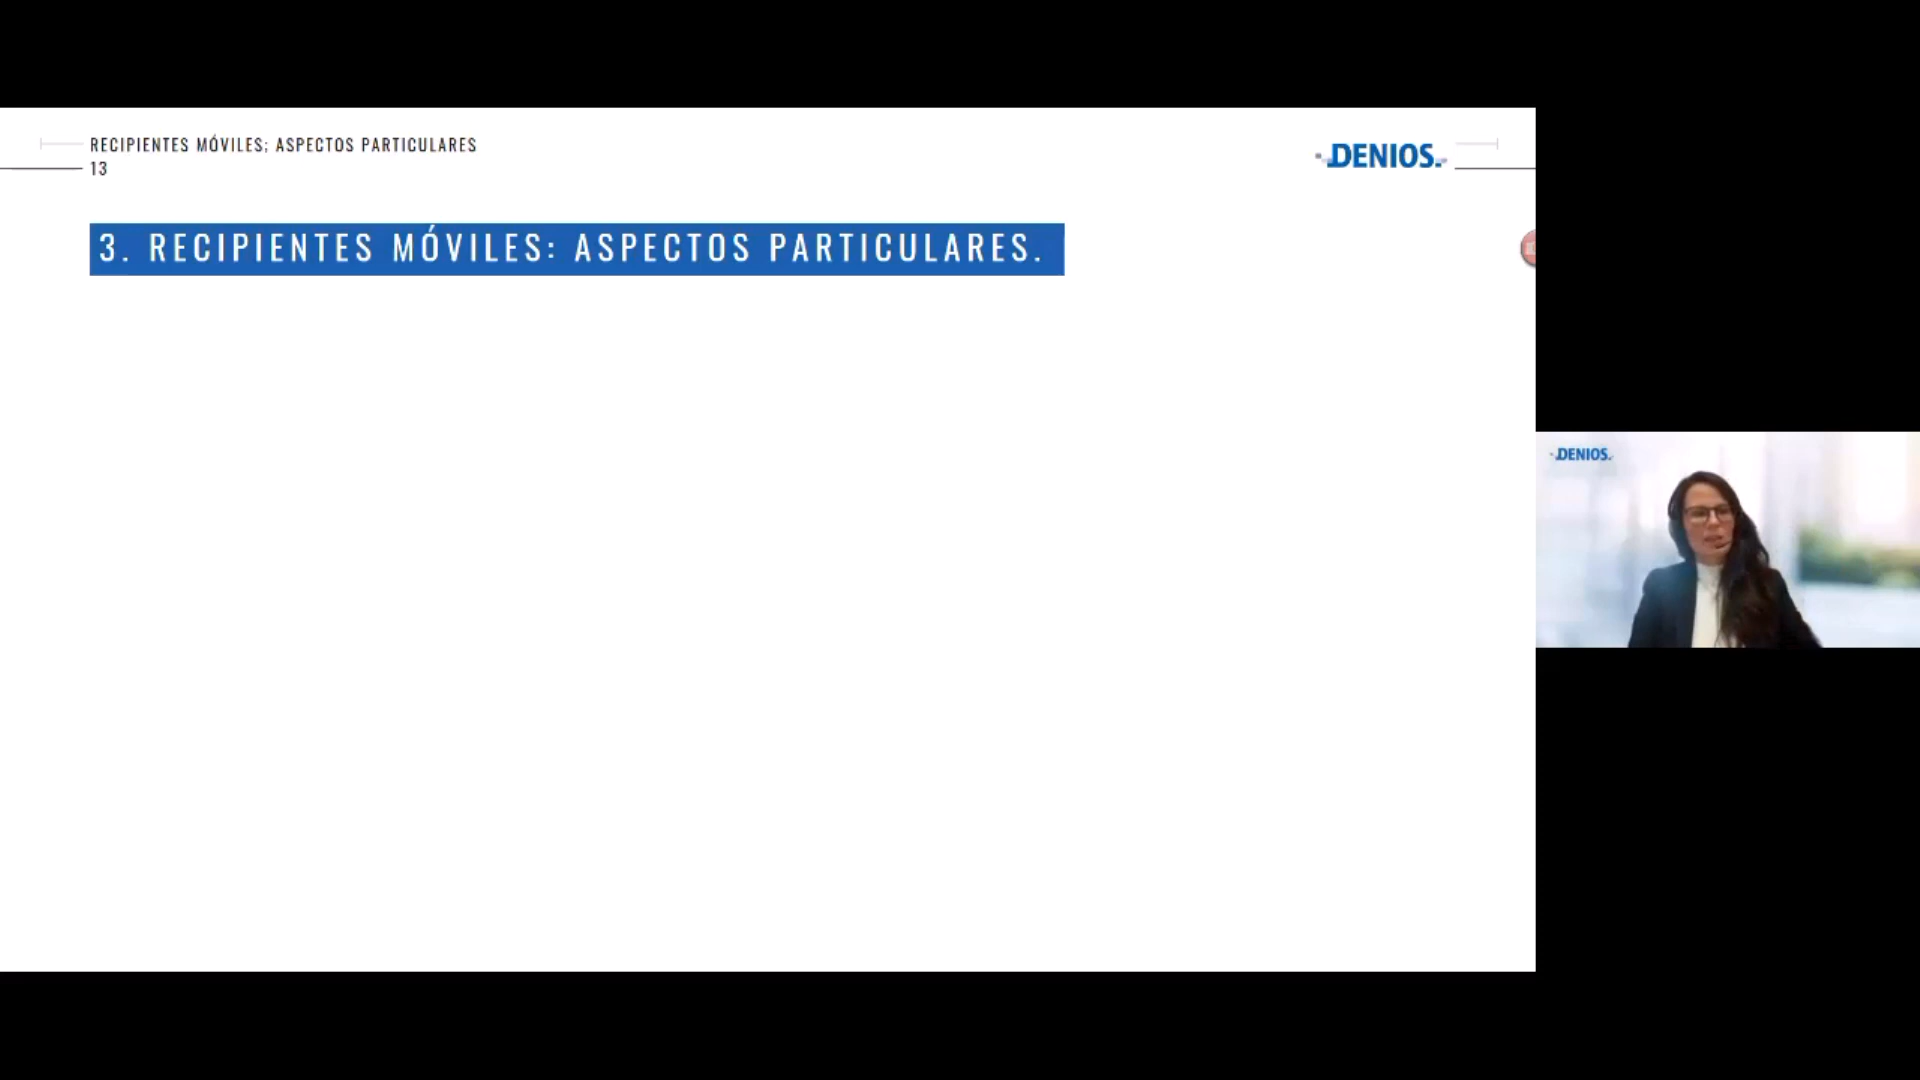 RECIPIENTES MÓVILES; ASPECTOS PARTICULARES
13
DENIOS.
3. RECIPIENTES MÓVILES: ASPECTOS PARTICULARES.
DENIOS.